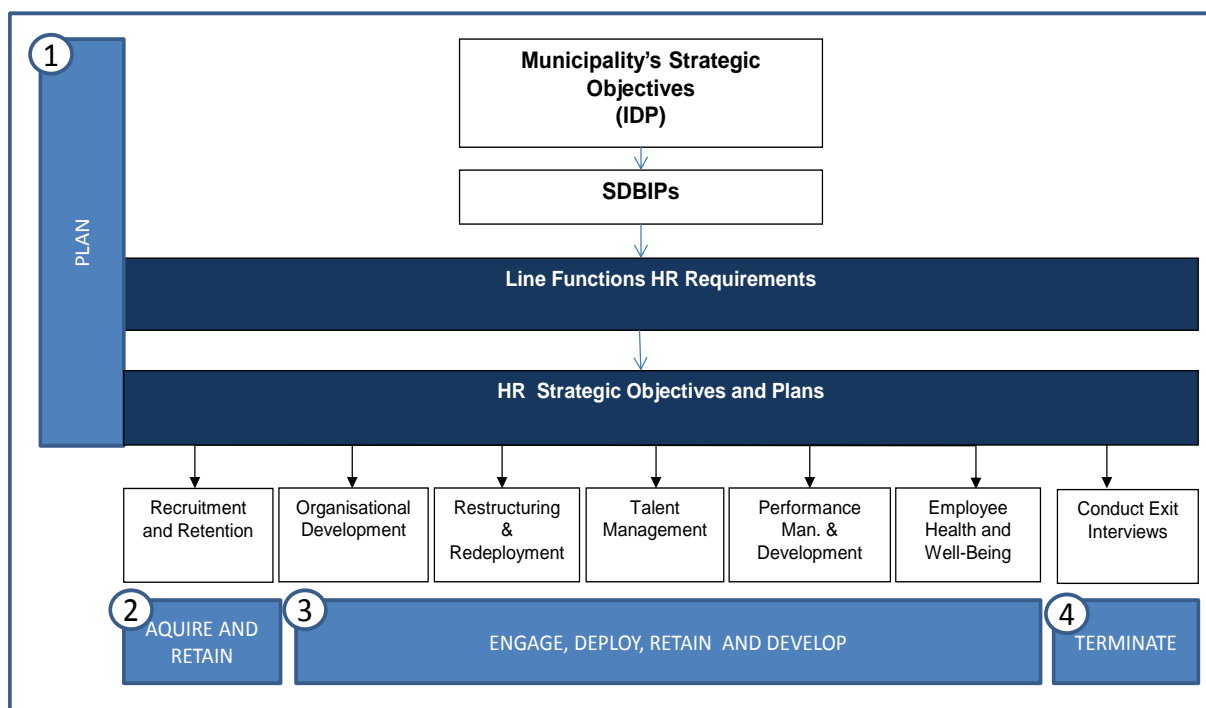 1
PLAN
Municipality’s Strategic
Objectives
(IDP)
SDBIPs
Line Functions HR Requirements
HR Strategic Objectives and Plans
Recruitment
and Retention
Organisational
Development
Restructuring
&
Redeployment
Talent
Management
Performance
Man. &
Development
Employee
Health and
Well-Being
Conduct Exit
Interviews
2
AQUIRE AND
RETAIN
3
ENGAGE, DEPLOY, RETAIN AND DEVELOP
4
TERMINATE